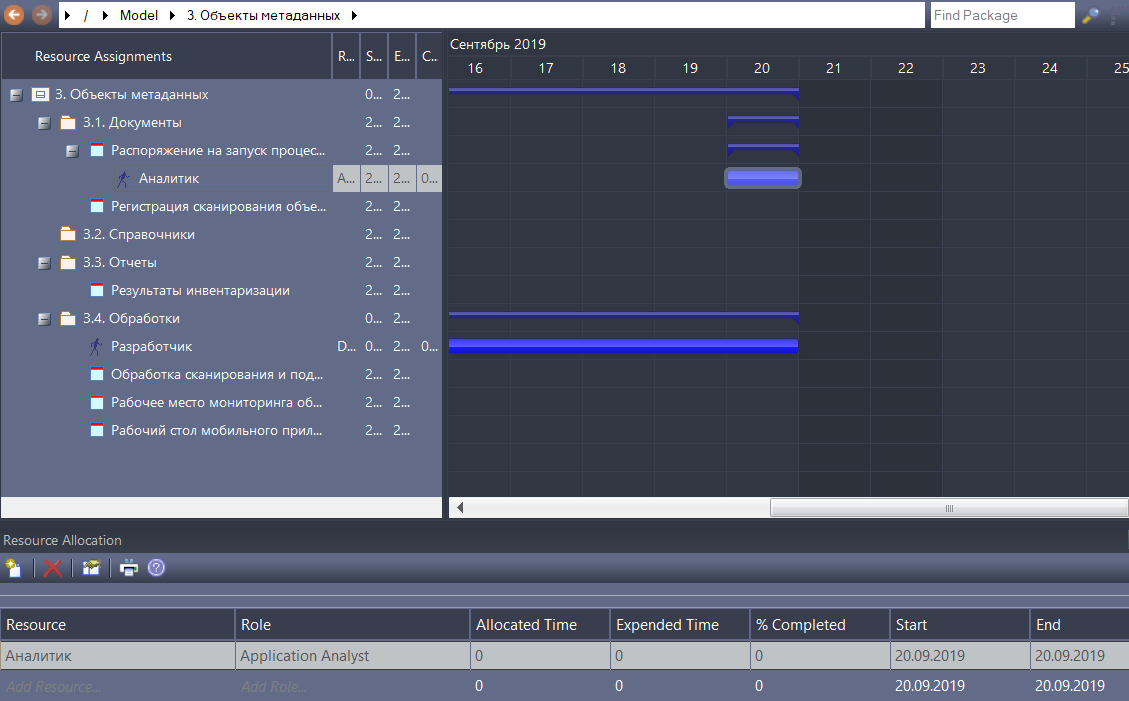 / Model 3. Объекты метаданных
Find Package
Resource Assignments R... S... E... C...
Сентябрь 2019
16 17 18 19 20 21 22 23 24 25
3. Объекты метаданных 0... 2...
3.1. Документы 2... 2...
Распоряжение на запуск процес... 2... 2...
Аналитик A... 2... 2... 0...
Регистрация сканирования объе... 2... 2...
3.2. Справочники 2... 2...
3.3. Отчеты 2... 2...
Результаты инвентаризации 2... 2...
3.4. Обработки 0... 2...
Разработчик D... 0... 2... 0...
Обработка сканирования и под... 2... 2...
Рабочее место мониторинга об... 2... 2...
Рабочий стол мобильного прил... 2... 2...
Resource Allocation
Resource Role Allocated Time Expended Time % Completed Start End
Аналитик Application Analyst 0 0 0 20.09.2019 20.09.2019
Add Resource... Add Role... 0 0 0 20.09.2019 20.09.2019